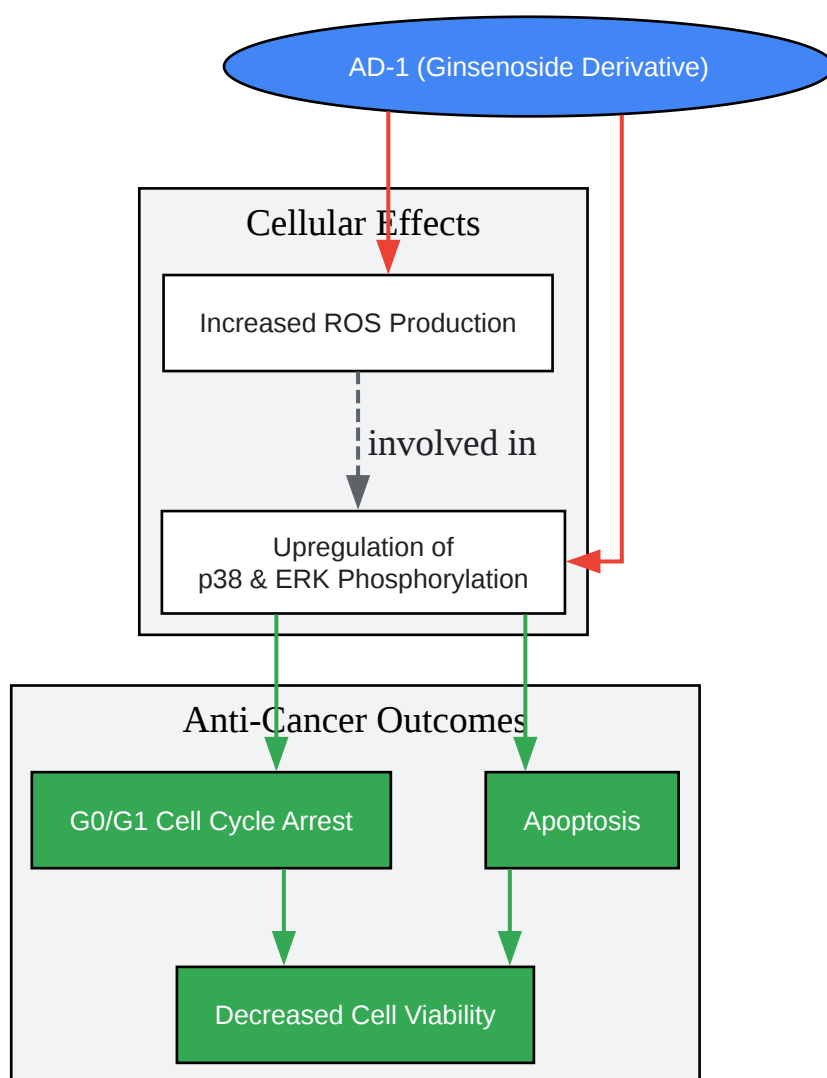 AD-1 (Ginsenoside Derivative)
Cellular Effects
Increased ROS Production
involved in
Upregulation of
p38 & ERK Phosphorylation
Anti-Cancer Outcomes
G0/G1 Cell Cycle Arrest
Apoptosis
Decreased Cell Viability